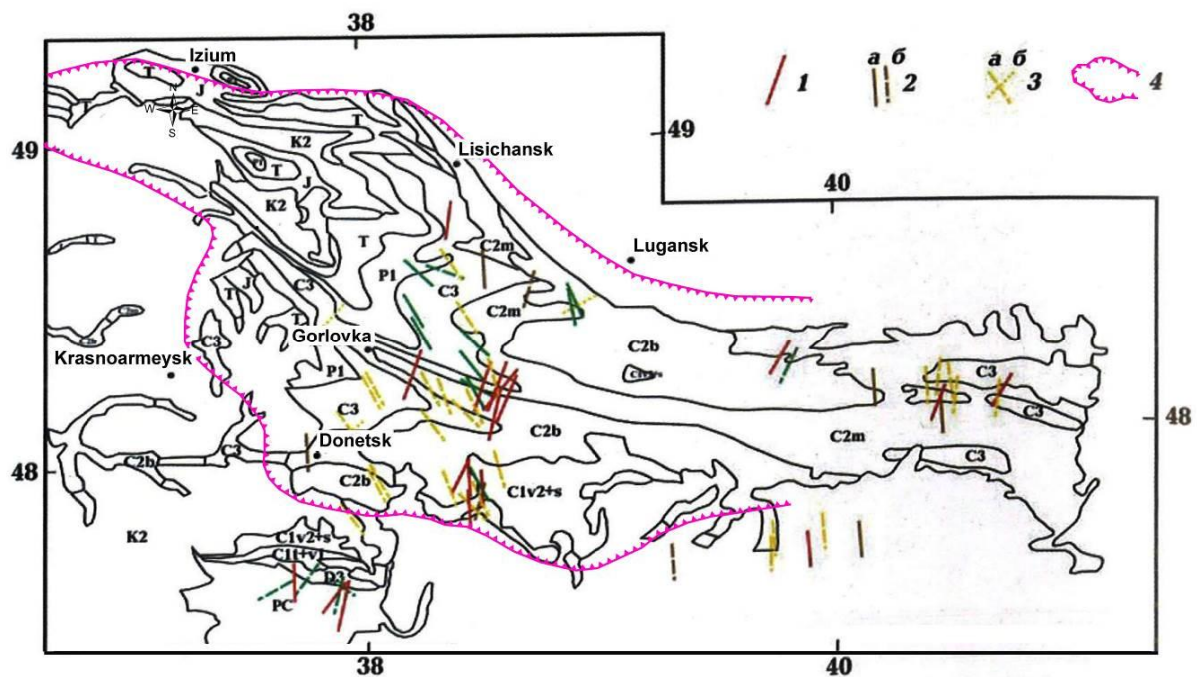 38
Izium
T
J
N
W E
S
T
T
K2
49
49
Lisichansk
T
J
K2
T
а б
1
2
а б
3
4
40
Lugansk
C2m
P1
C3
C3
C2m
J
T
T
Gorlovka
C3
Krasnoarmeysk
P1
C2b
C3
C3
C3
C2b
C2m
C3
48
48
Donetsk
C2b
C3
C2b
C1v2+s
K2
C1v2+s
C1t+v1
D3
PC
38
40